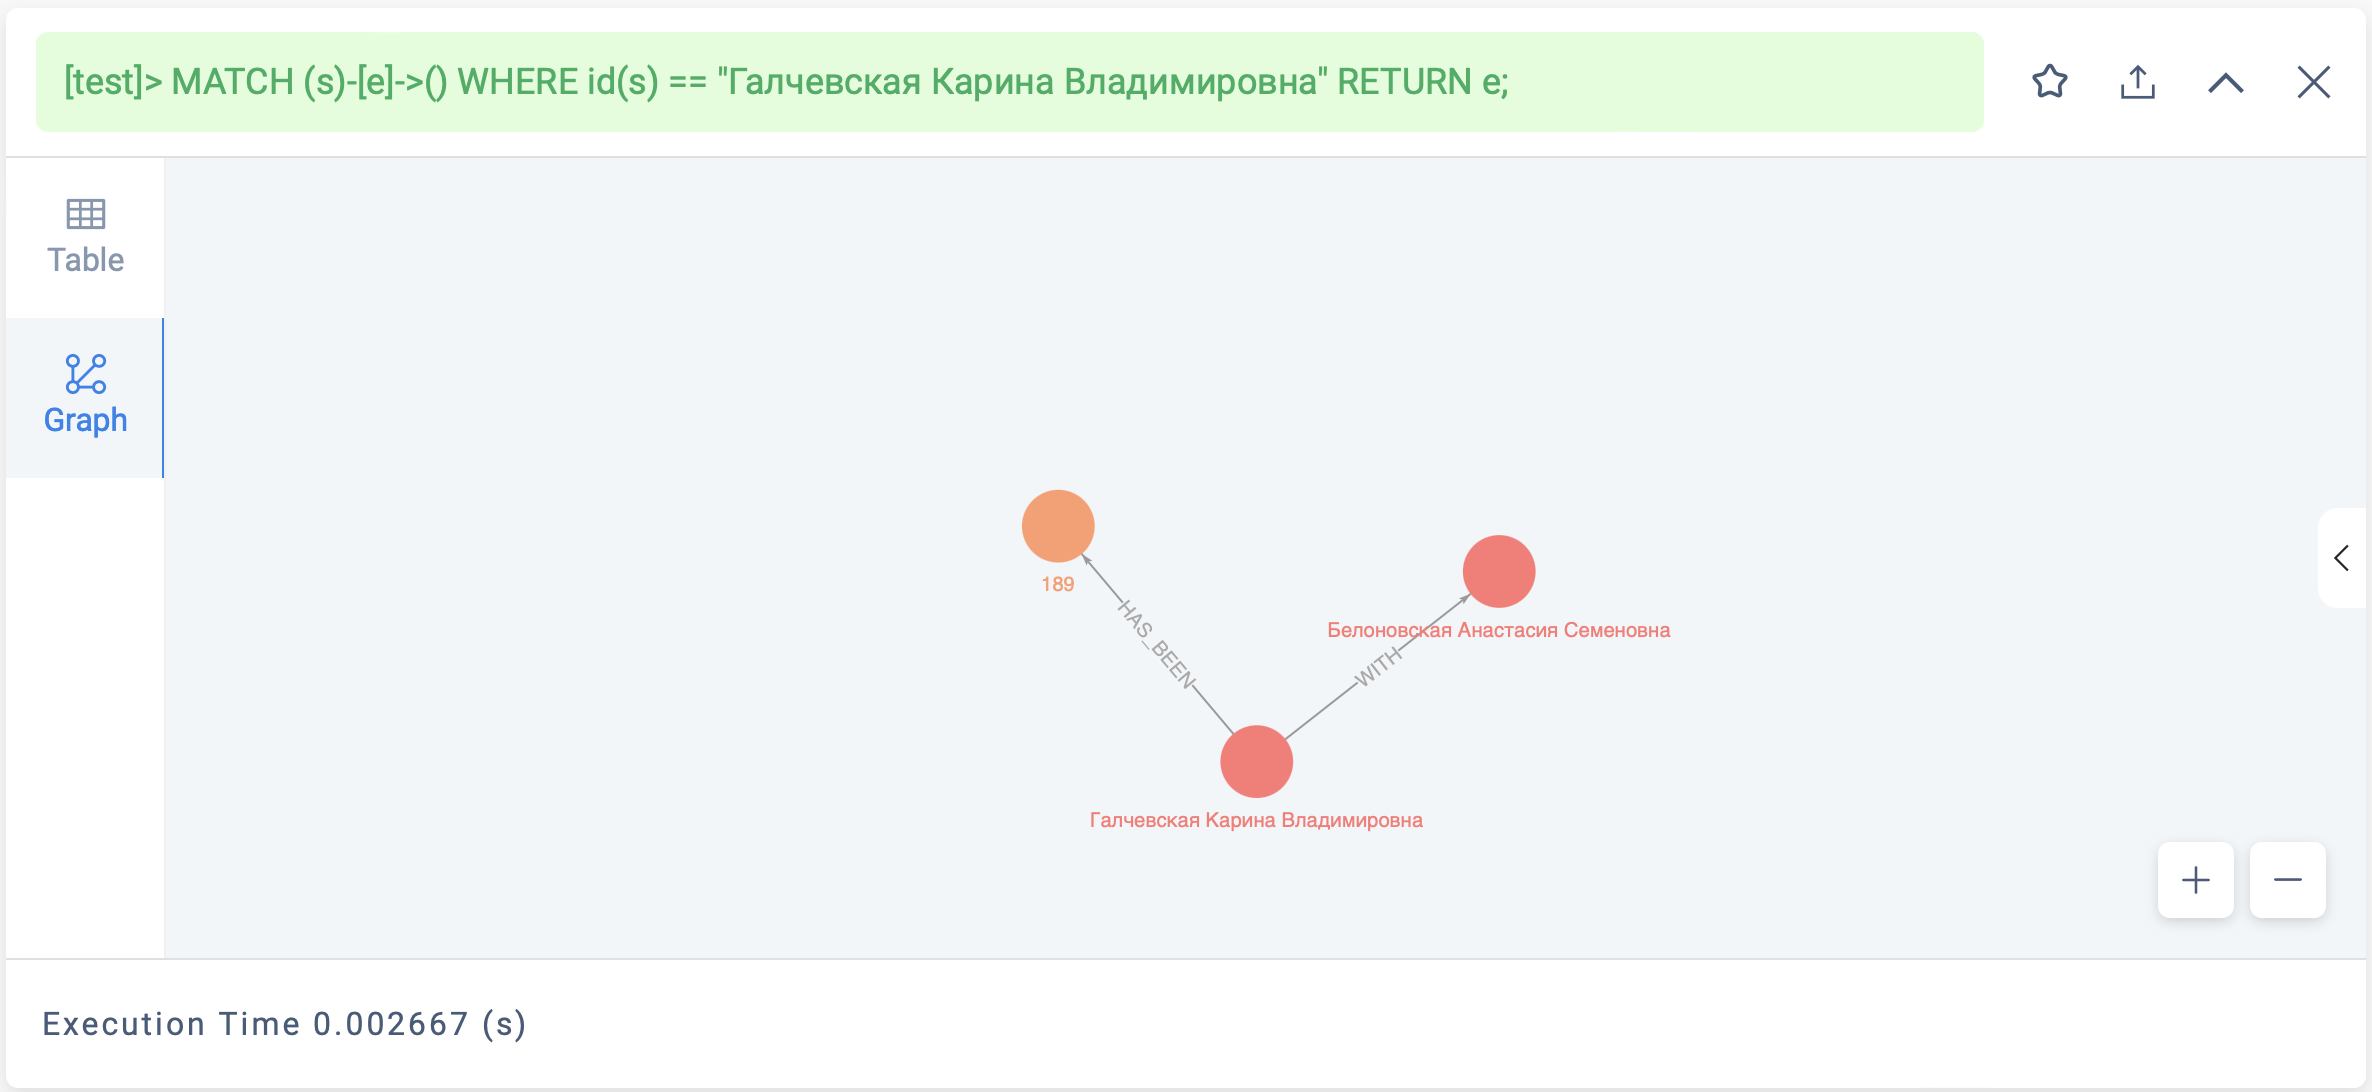 [test]> MATCH (s)-[e]->() WHERE id(s) == "Галчевская Карина Владимировна" RETURN e;
Table
Graph
189
HAS_BEEN
Белоновская Анастасия Семеновна
WITH
Галчевская Карина Владимировна
Execution Time 0.002667 (s)